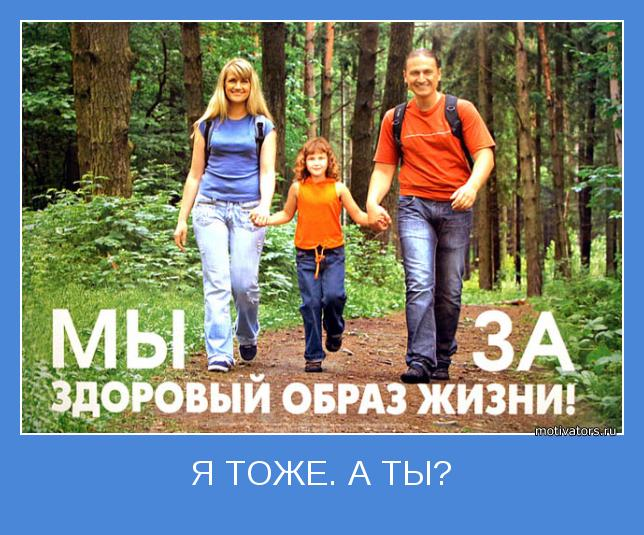 МЫ ЗА
ЗДОРОВЫЙ ОБРАЗ ЖИЗНИ!
motivators.ru
Я ТОЖЕ. А ТЫ?